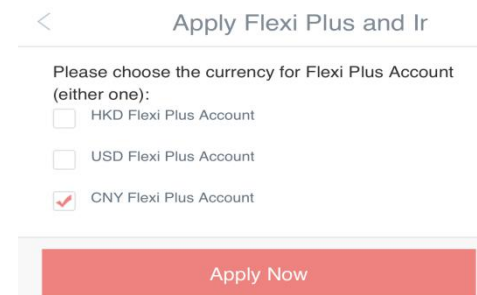 Apply Flexi Plus and Ir
Please choose the currency for Flexi Plus Account
(either one):
HKD Flexi Plus Account
USD Flexi Plus Account
CNY Flexi Plus Account
Apply Now